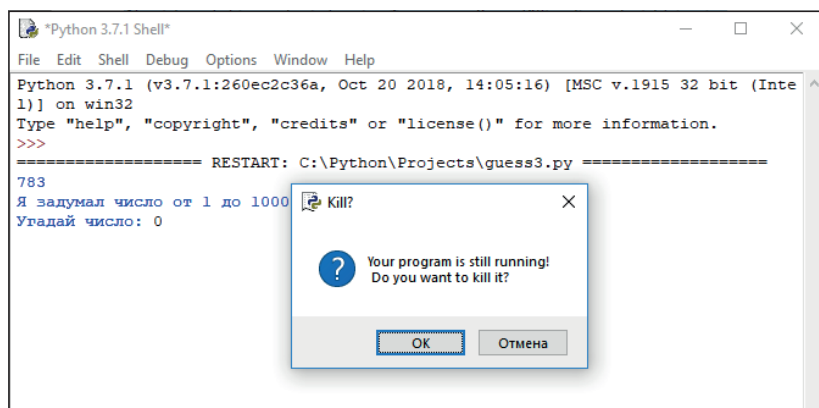 *Python 3.7.1 Shell*
File Edit Shell Debug Options Window Help
Python 3.7.1 (v3.7.1:260ec2c36a, Oct 20 2018, 14:05:16) [MSC v.1915 32 bit (Inte
l)] on win32
Type "help", "copyright", "credits" or "license()" for more information.
>>>
=================== RESTART: C:\Python\Projects\guess3.py ===================
783
Я задумал число от 1 до 1000
Угадай число: 0
Kill?
Your program is still running!
Do you want to kill it?
OK
Отмена